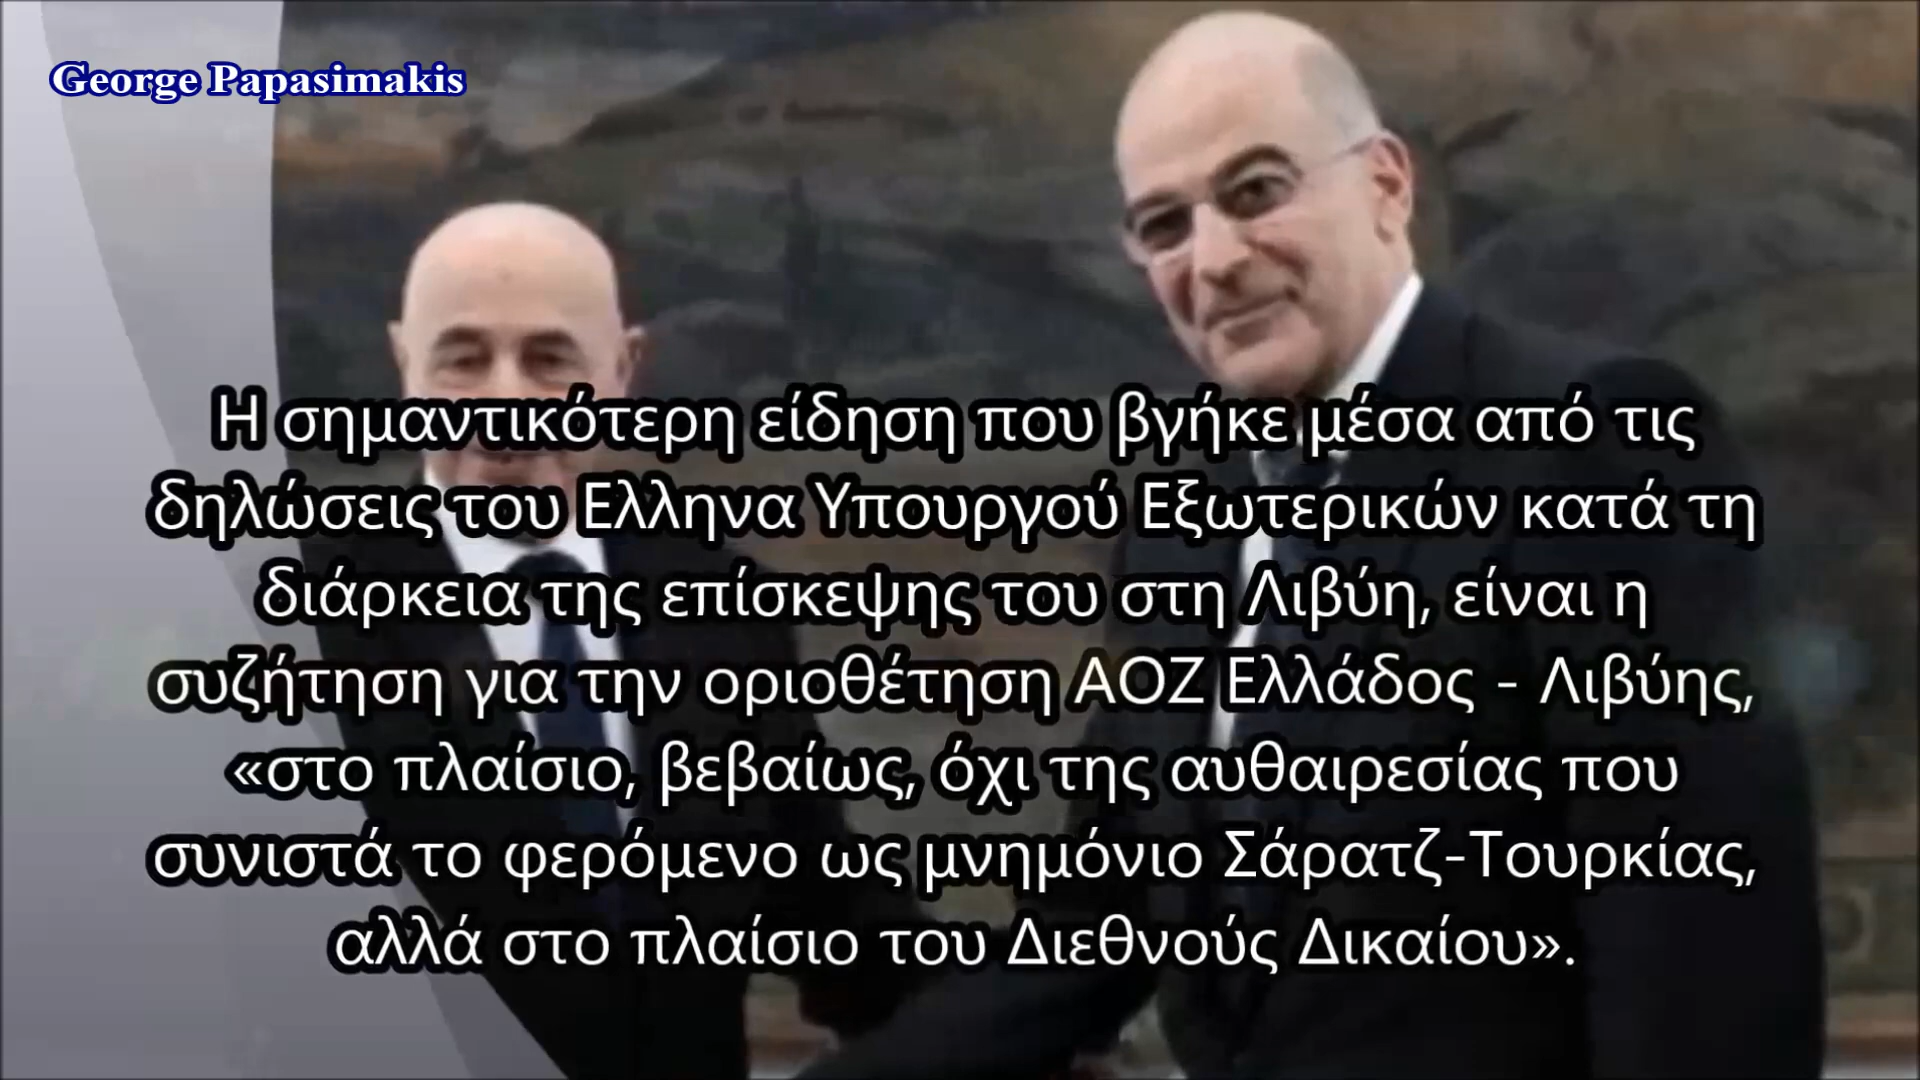 George Papasimakis
Η σημαντικότερη είδηση που βγήκε μέσα από τις
δηλώσεις του Ελληνα Υπουργού Εξωτερικών κατά τη
διάρκεια της επίσκεψης του στη Λιβύη, είναι η
συζήτηση για την οριοθέτηση ΑΟΖ Ελλάδος - Λιβύης,
«στο πλαίσιο, βεβαίως, όχι της αυθαιρεσίας που
συνιστά το φερόμενο ως μνημόνιο Σάρατζ-Τουρκίας,
αλλά στο πλαίσιο του Διεθνούς Δικαίου».